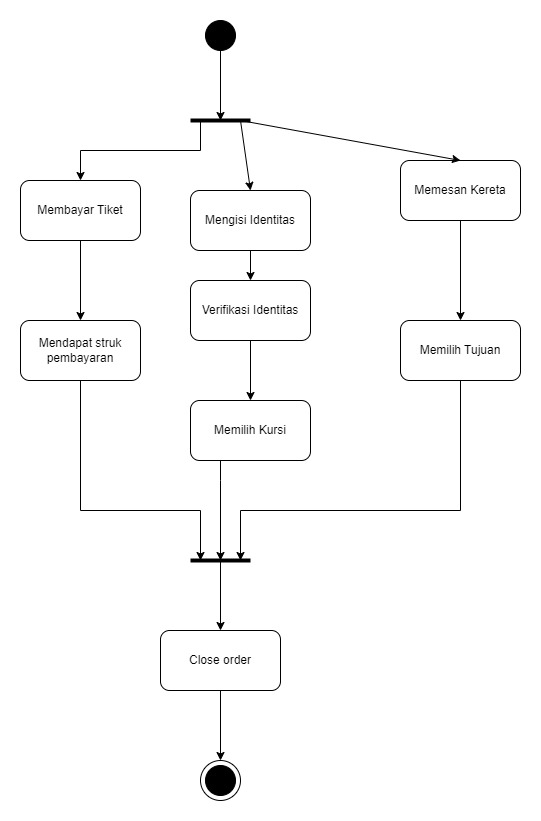 Membayar Tiket
Mengisi Identitas
Memesan Kereta
Verifikasi Identitas
Mendapat struk
pembayaran
Memilih Tujuan
Memilih Kursi
Close order